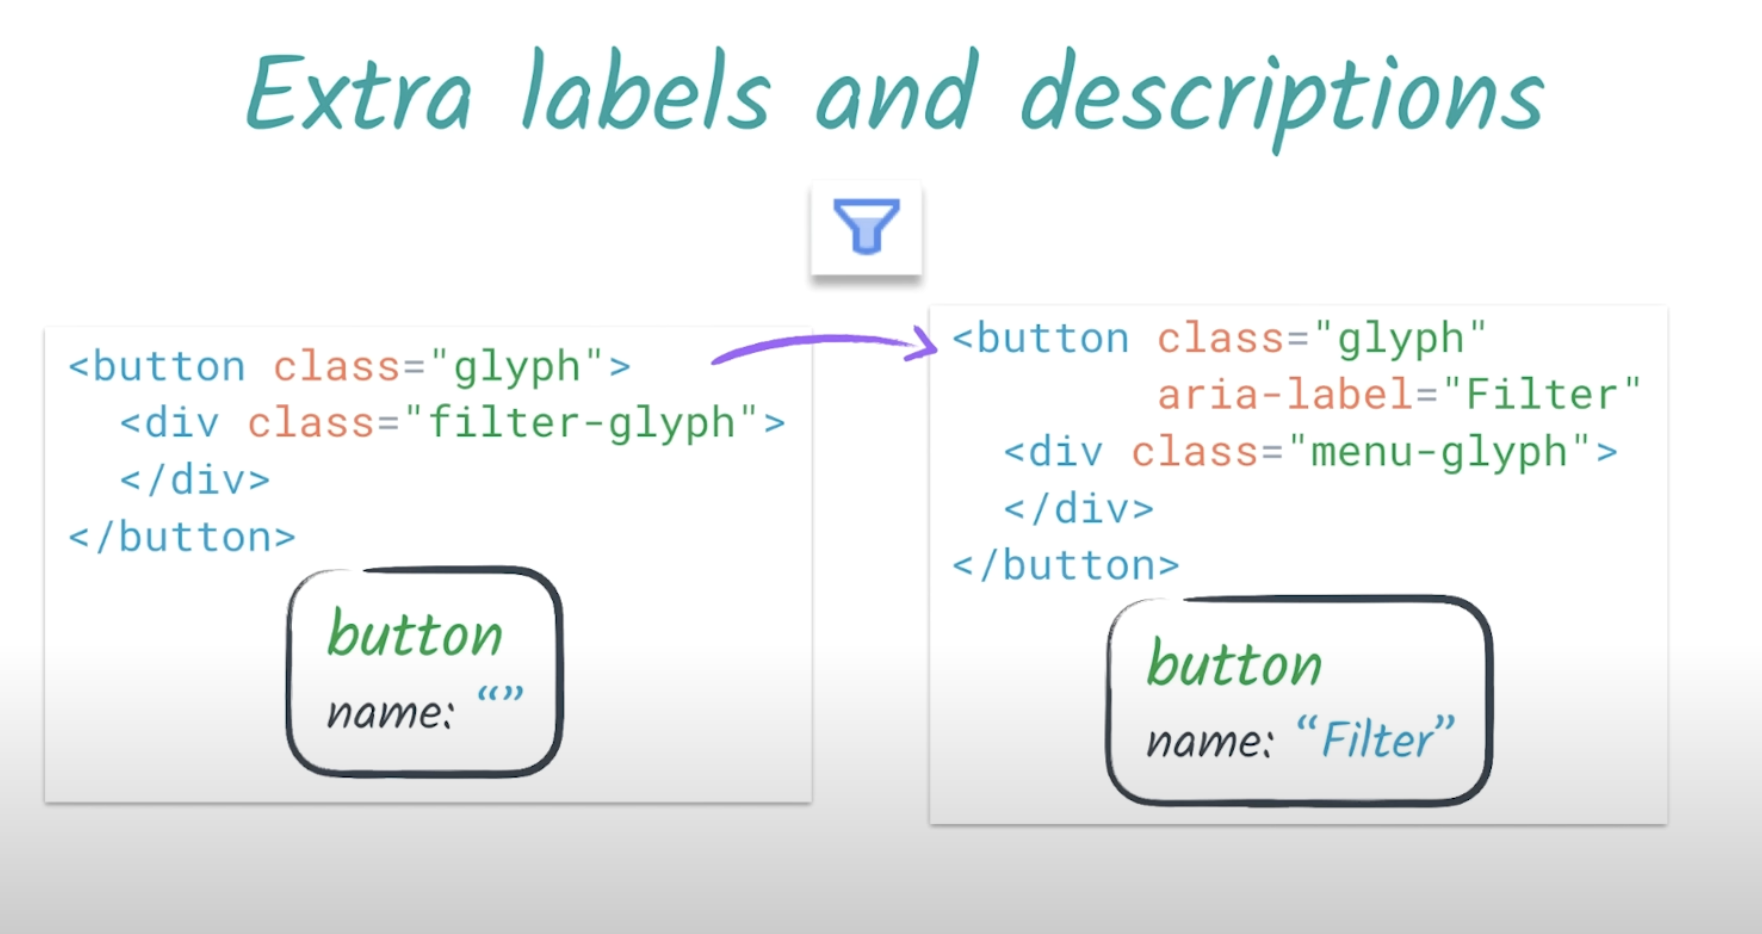 Extra labels and descriptions
<button class="glyph">
<div class="filter-glyph">
</div>
</button>
button
name: “”
<button class="glyph"
aria-label="Filter"
<div class="menu-glyph">
</div>
</button>
button
name: “Filter”